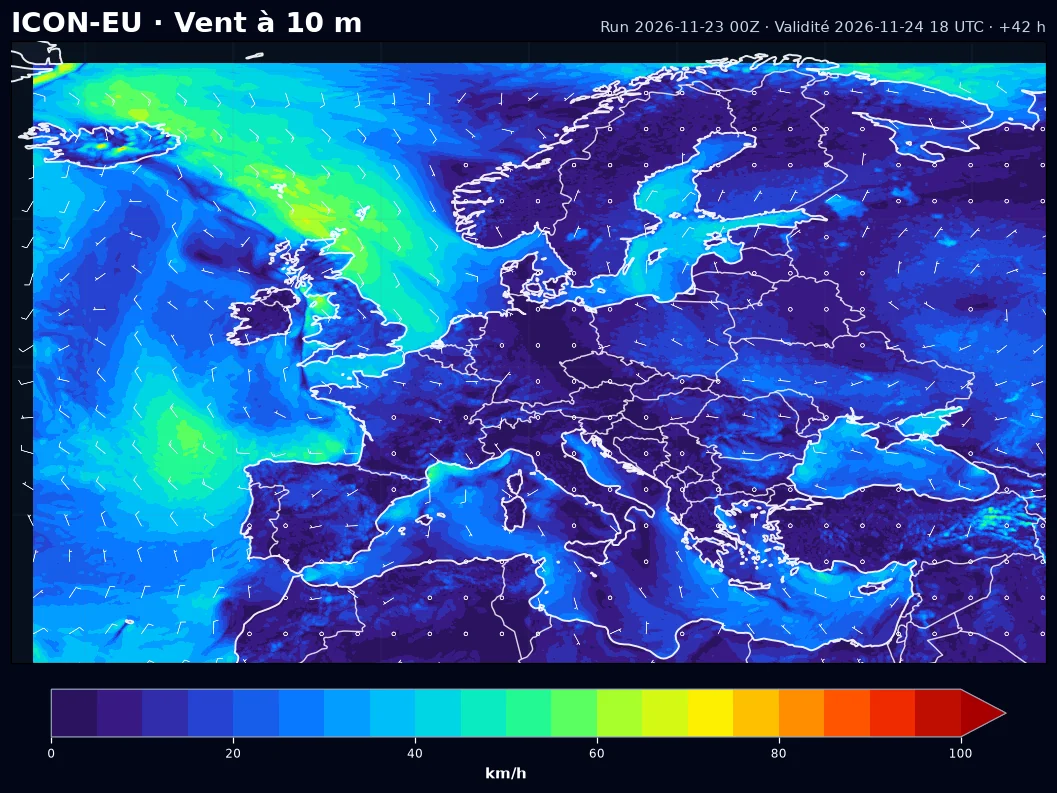 ICON-EU · Vent à 10 m
Run 2026-11-23 00Z · Validité 2026-11-24 18 UTC · +42 h
0 20 40 60 80 100
km/h